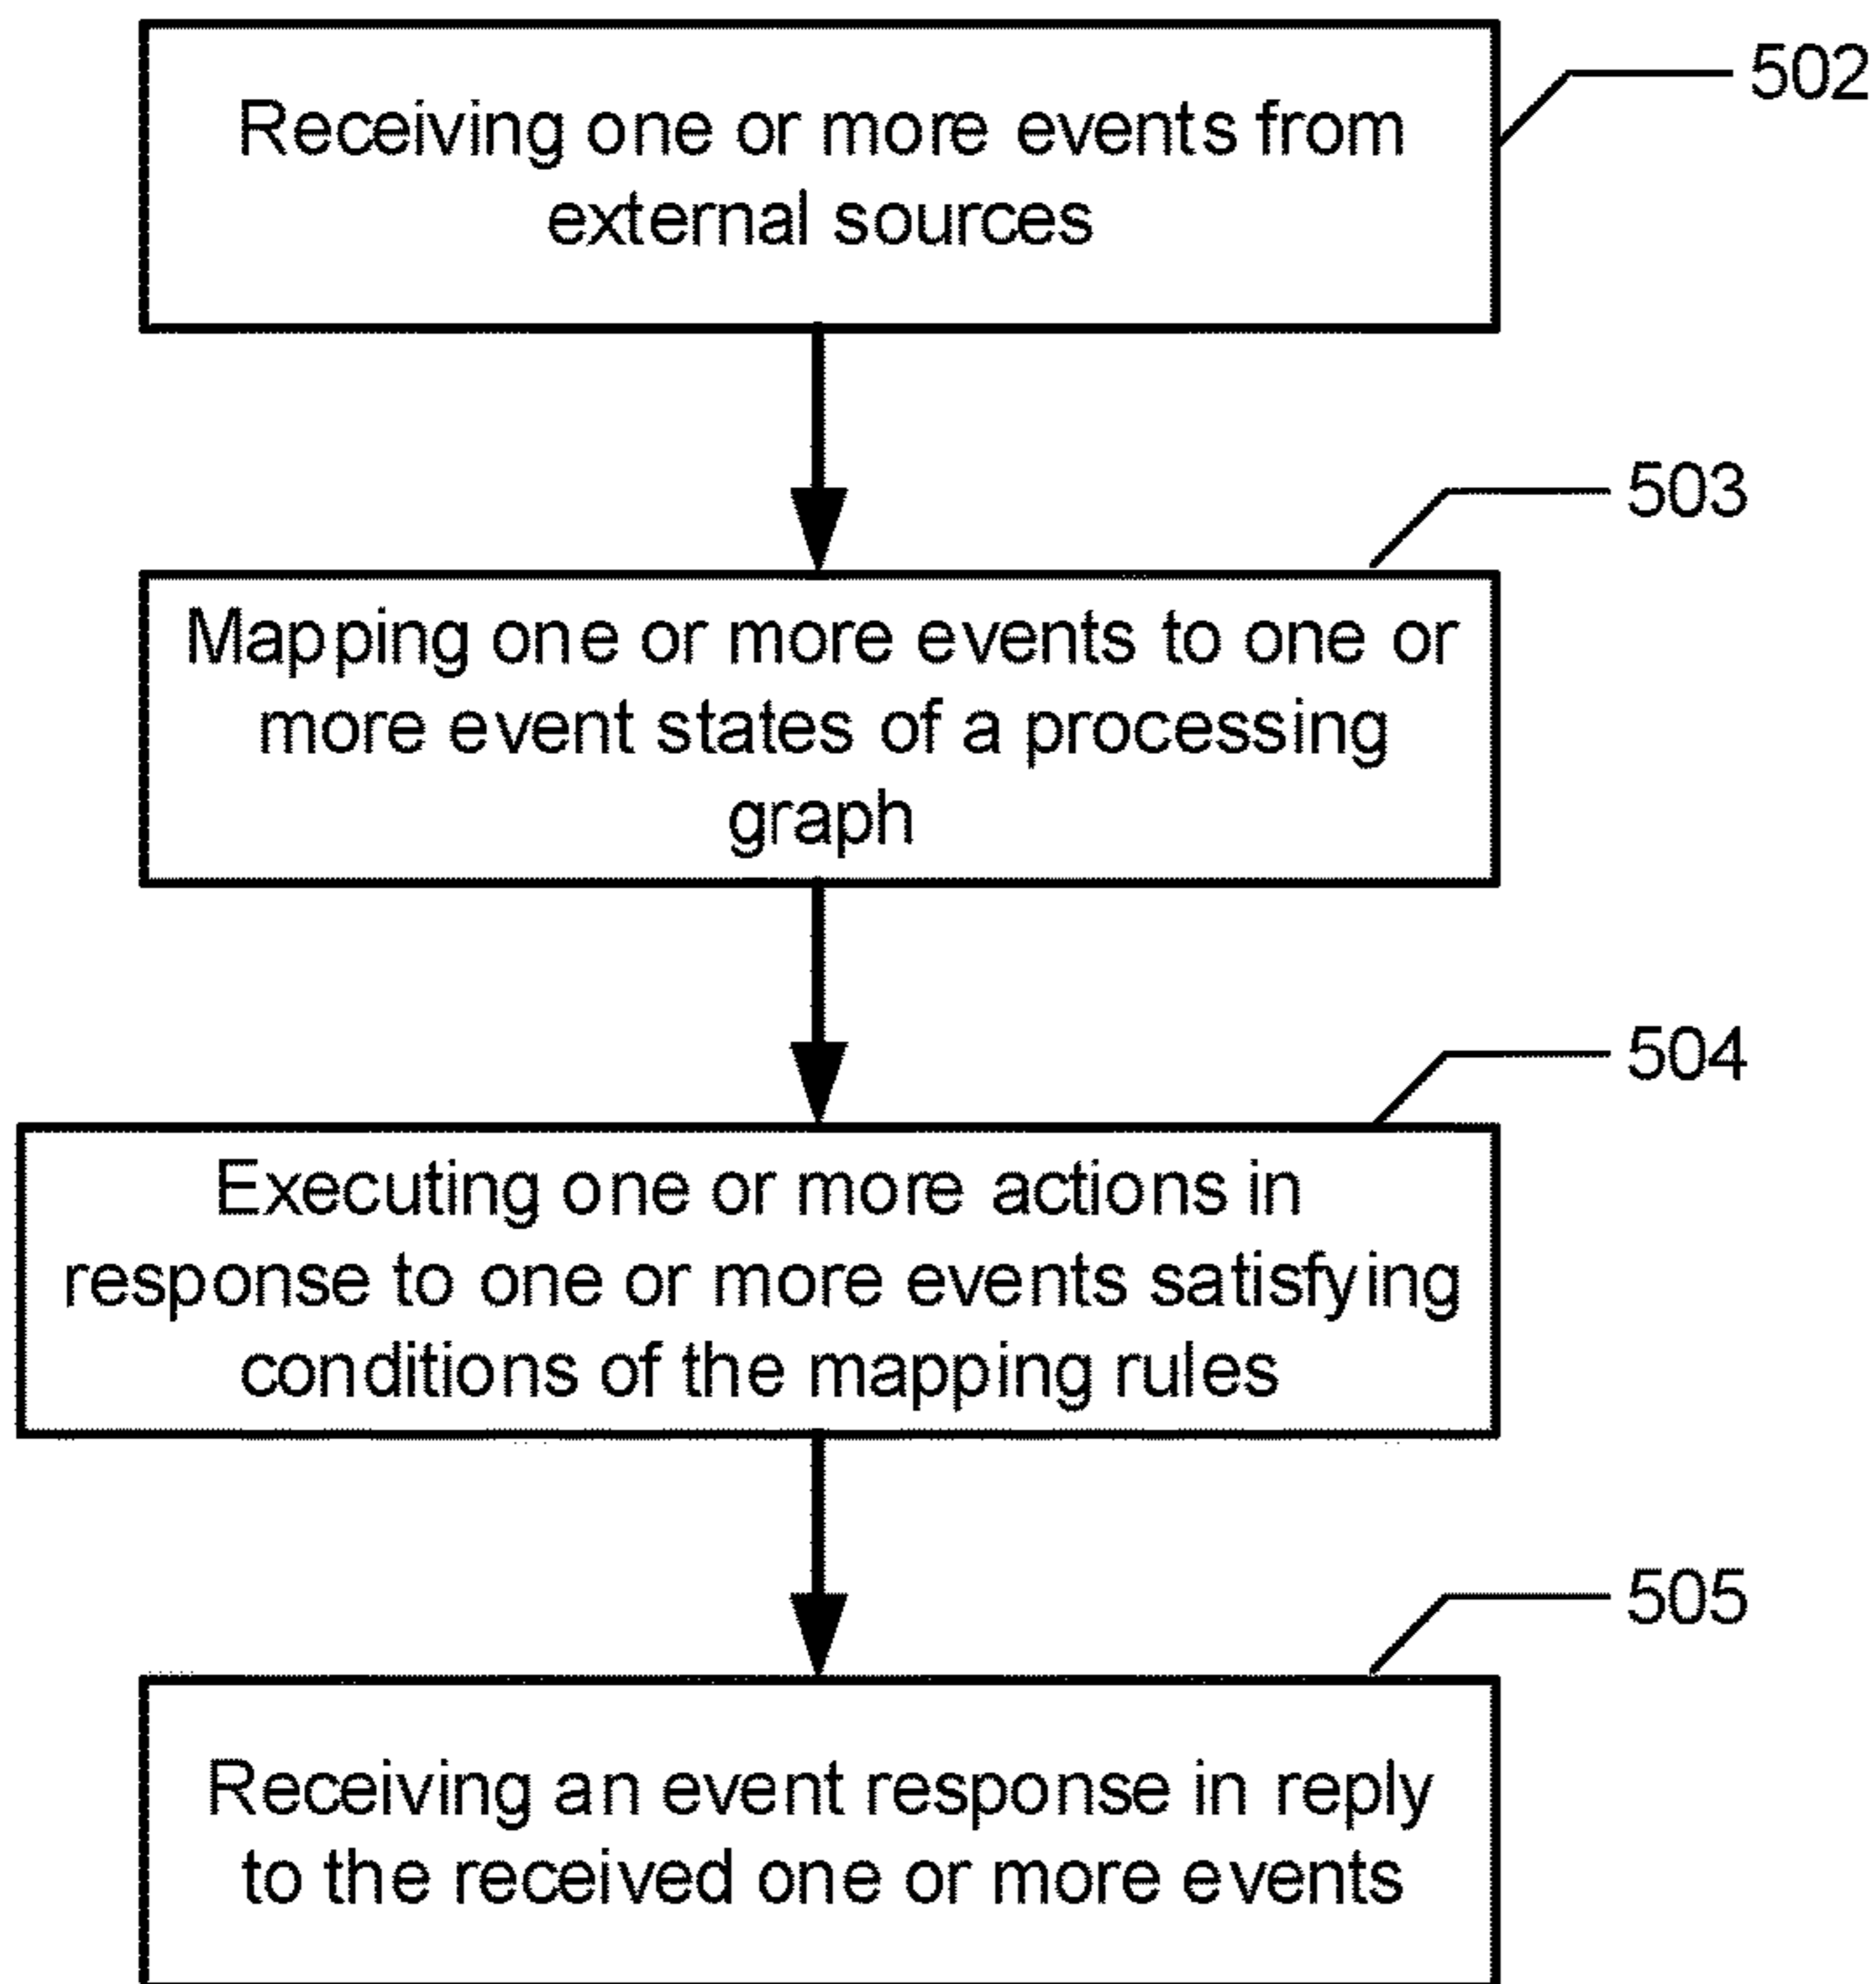 Receiving one or more events from
external sources
502
503
Mapping one or more events to one or
more event states of a processing
graph
504
Executing one or more actions in
response to one or more events satisfying
conditions of the mapping rules
505
Receiving an event response in reply
to the received one or more events